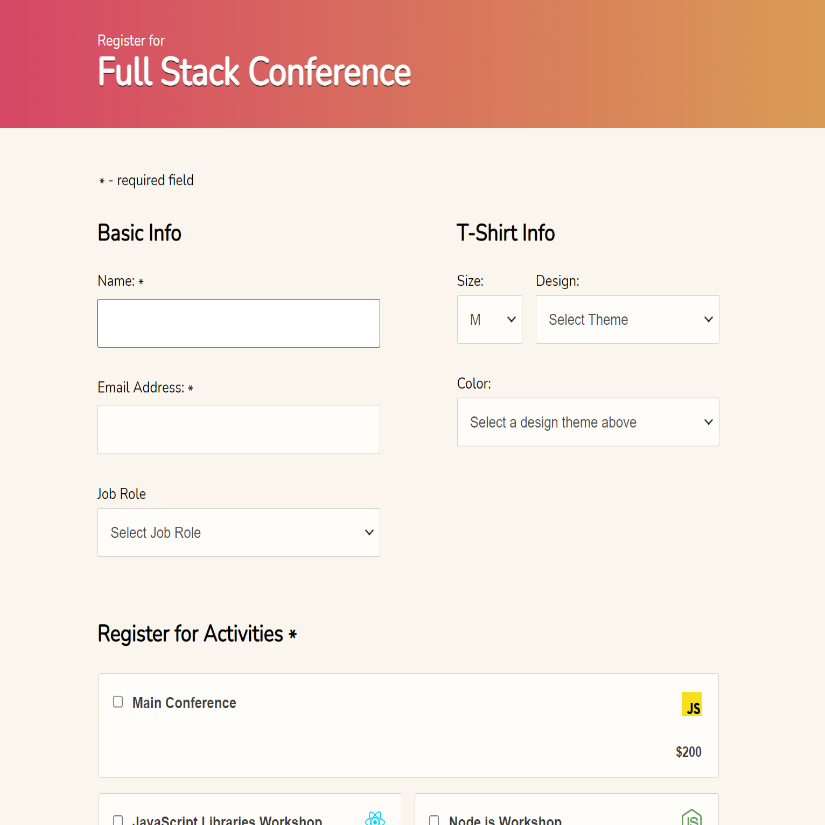 Register for
Full Stack Conference
* - required field
Basic Info
Name: *
Email Address: *
Job Role
Select Job Role
T-Shirt Info
Size:
Design:
M
Select Theme
Color:
Select a design theme above
Register for Activities *
Main Conference
JS
$200
JavaScript Libraries Workshop
Node.js Workshop
JS